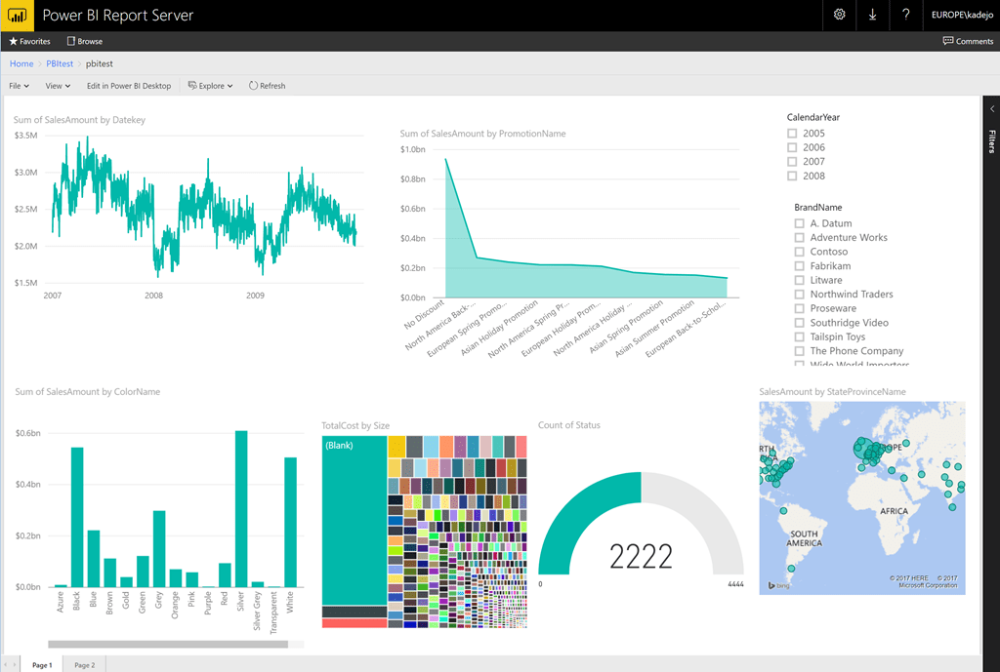 Power BI Report Server
EUROPE\kadejo
Favorites
Browse
Comments
Home
PBItest
pbitest
File
View
Edit in Power BI Desktop
Explore
Refresh
Filters
Sum of SalesAmount by Datekey
$3.5M
$3.0M
$2.5M
$2.0M
$1.5M
2007
2008
2009
Sum of SalesAmount by PromotionName
$1.0bn
$0.8bn
$0.6bn
$0.4bn
$0.2bn
$0.0bn
No Discount
North America Back-...
European Spring Promo...
Asian Holiday Promotion
North America Spring Pr...
European Holiday Prom...
North America Holiday ...
Asian Spring Promotion
Asian Summer Promotion
European Back-to-Schol...
CalendarYear
2005
2006
2007
2008
BrandName
A. Datum
Adventure Works
Contoso
Fabrikam
Litware
Northwind Traders
Proseware
Southridge Video
Tailspin Toys
The Phone Company
Wide World Importers
Sum of SalesAmount by ColorName
$0.6bn
$0.4bn
$0.2bn
$0.0bn
Azure
Black
Blue
Brown
Gold
Green
Grey
Orange
Pink
Purple
Red
Silver
Silver Grey
Transparent
White
TotalCost by Size
(Blank)
Count of Status
2222
0
4444
SalesAmount by StateProvinceName
AFRICA
SOUTH
AMERICA
bing
© 2017 HERE © 2017
Microsoft Corporation
Page 1
Page 2